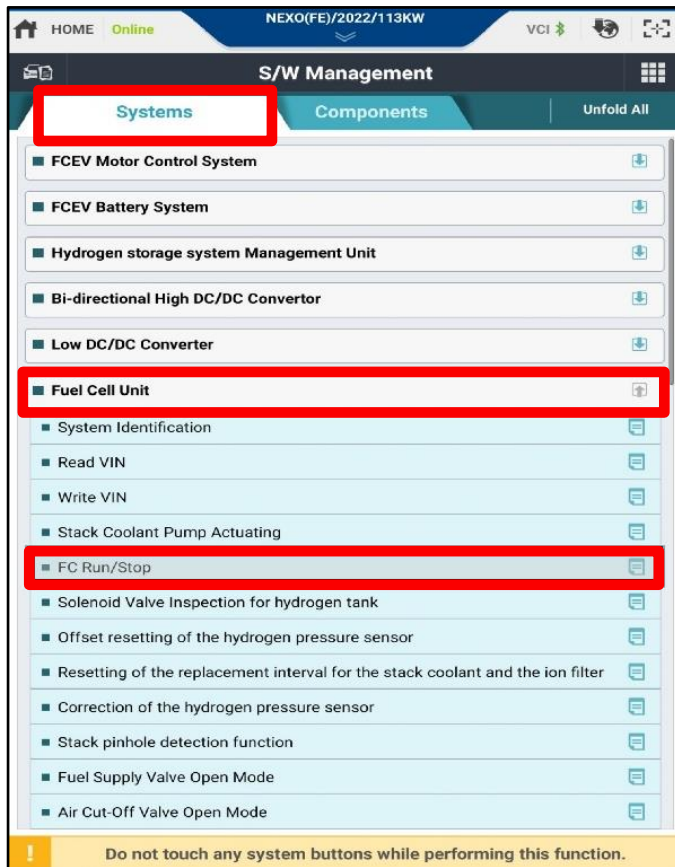 HOME Online
NEXO(FE)/2022/113KW
VCI
S/W Management
Systems
Components
Unfold All
FCEV Motor Control System
FCEV Battery System
Hydrogen storage system Management Unit
Bi-directional High DC/DC Convertor
Low DC/DC Converter
Fuel Cell Unit
System Identification
Read VIN
Write VIN
Stack Coolant Pump Actuating
FC Run/Stop
Solenoid Valve Inspection for hydrogen tank
Offset resetting of the hydrogen pressure sensor
Resetting of the replacement interval for the stack coolant and the ion filter
Correction of the hydrogen pressure sensor
Stack pinhole detection function
Fuel Supply Valve Open Mode
Air Cut-Off Valve Open Mode
! Do not touch any system buttons while performing this function.